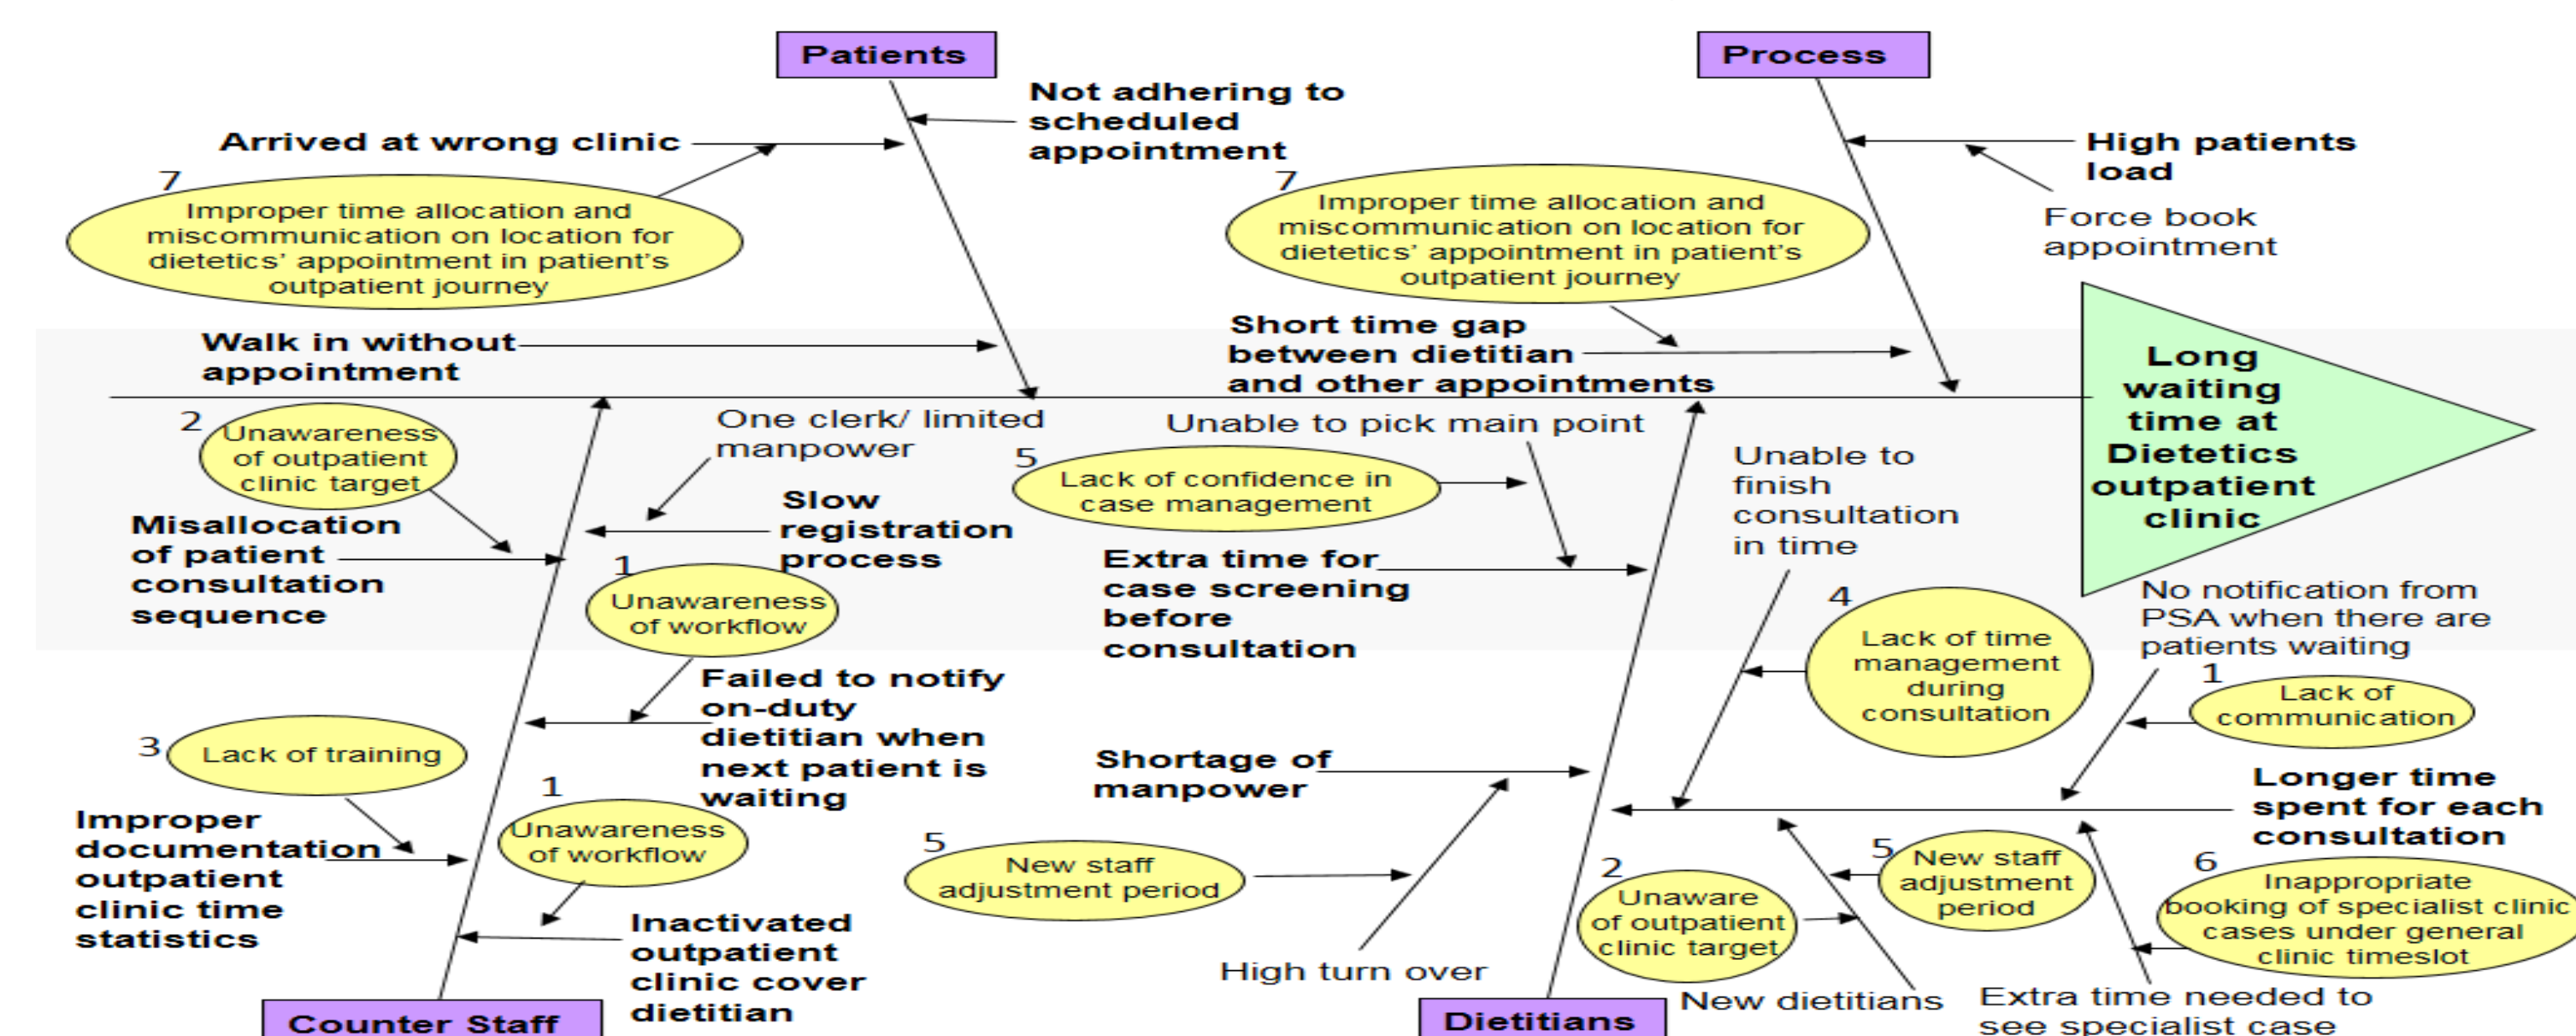 Patients
Process
Not adhering to
scheduled
appointment
Arrived at wrong clinic
High patients
load
7
Improper time allocation and
miscommunication on location for
dietetics’ appointment in patient’s
outpatient journey
7
Improper time allocation and
miscommunication on location for
dietetics’ appointment in patient’s
outpatient journey
Force book
appointment
Walk in without
appointment
Short time gap
between dietitian
and other appointments
Long
waiting
time at
Dietetics
outpatient
clinic
2
Unawareness
of outpatient
clinic target
One clerk/ limited
manpower
Unable to pick main point
5
Lack of confidence in
case management
Unable to
finish
consultation
in time
Misallocation
of patient
consultation
sequence
Slow
registration
process
Extra time for
case screening
before
consultation
1
Unawareness
of workflow
4
Lack of time
management
during
consultation
No notification from
PSA when there are
patients waiting
1
Lack of
communication
Failed to notify
on-duty
dietitian when
next patient is
waiting
3
Lack of training
Shortage of
manpower
Longer time
spent for each
consultation
Improper
documentation
outpatient
clinic time
statistics
1
Unawareness
of workflow
5
New staff
adjustment period
2
Unaware
of outpatient
clinic target
5
New staff
adjustment
period
6
Inappropriate
booking of specialist clinic
cases under general
clinic timeslot
Inactivated
outpatient
clinic cover
dietitian
High turn over
New dietitians
Extra time needed to
see specialist case
Counter Staff
Dietitians